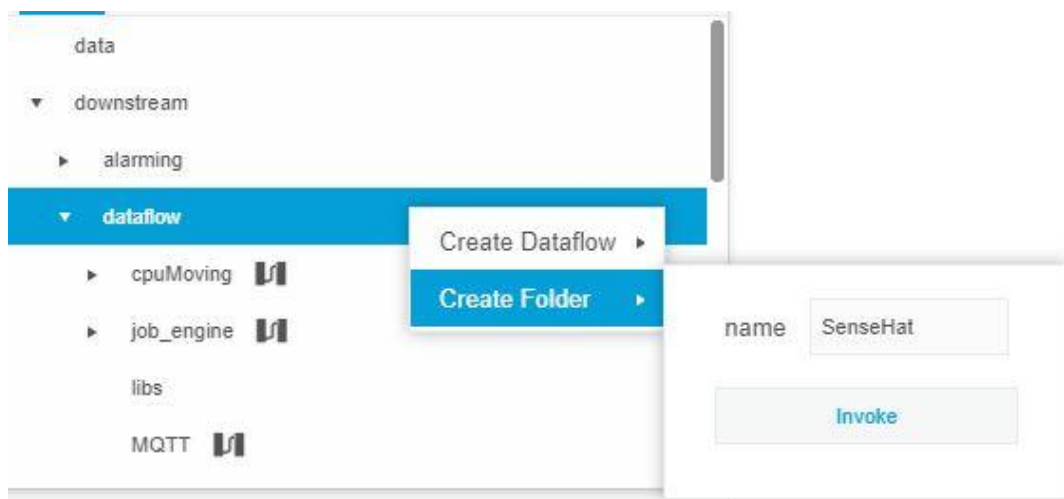 data
downstream
alarming
dataflow
Create Dataflow
cpuMoving
Create Folder
name SenseHat
job_engine
libs
Invoke
MQTT